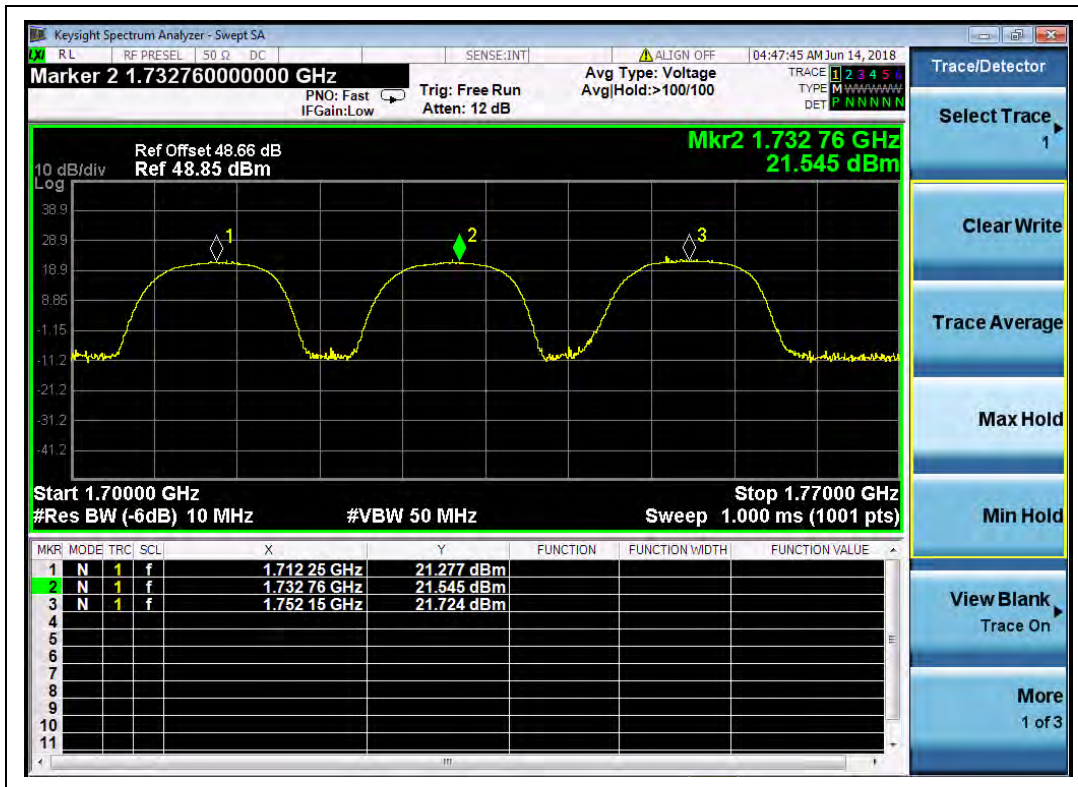 Keysight Spectrum Analyzer - Swept SA
LXI RL RF PRESEL 50 Ω DC SENSE:INT ALIGN OFF 04:47:45 AM Jun 14, 2018
Marker 2 1.732760000000 GHz
PNO: Fast
IFGain:Low
Trig: Free Run
Atten: 12 dB
Avg Type: Voltage
Avg|Hold:>100/100
TRACE 1 2 3 4 5 6
TYPE M WWWWW
DET P N N N N N
Mkr2 1.732 76 GHz
21.545 dBm
Ref Offset 48.66 dB
10 dB/div Ref 48.85 dBm
Log
38.9
28.9
18.9
8.85
-1.15
-11.2
-21.2
-31.2
-41.2
1
2
3
Start 1.70000 GHz Stop 1.77000 GHz
#Res BW (-6dB) 10 MHz #VBW 50 MHz Sweep 1.000 ms (1001 pts)
MKR MODE TRC SCL X Y FUNCTION FUNCTION WIDTH FUNCTION VALUE
1 N 1 f 1.712 25 GHz 21.277 dBm
2 N 1 f 1.732 76 GHz 21.545 dBm
3 N 1 f 1.752 15 GHz 21.724 dBm
4
5
6
7
8
9
10
11
Trace/Detector
Select Trace
1
Clear Write
Trace Average
Max Hold
Min Hold
View Blank
Trace On
More
1 of 3